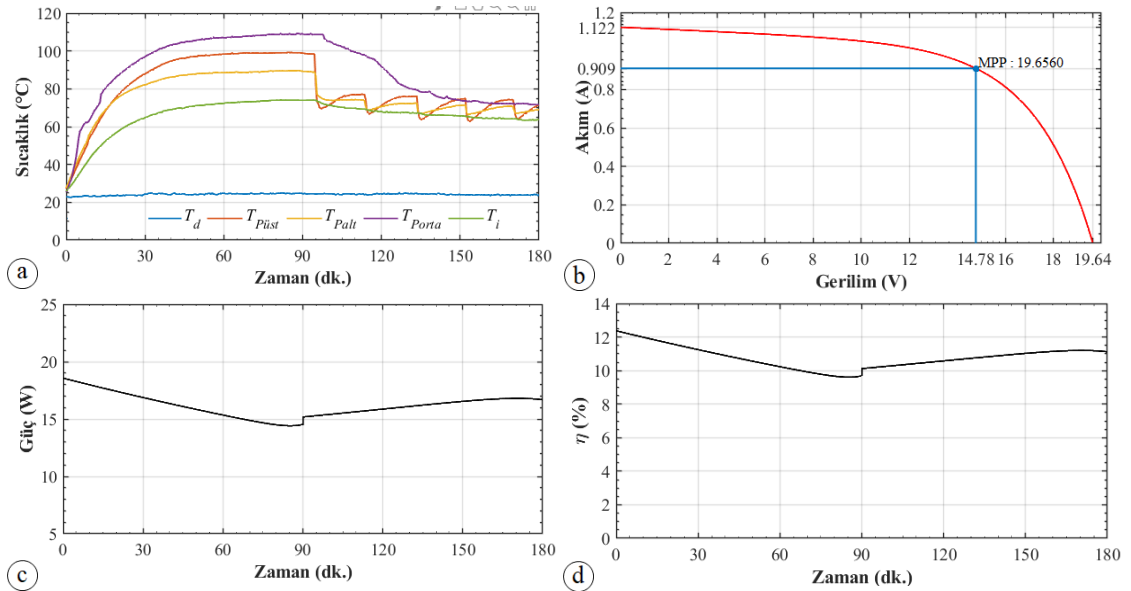 120
100
80
60
40
20
0
Sıcaklık (°C)
T_d T_Püst T_Palt T_Porta T_i
0 30 60 90 120 150 180
Zaman (dk.)
a
1.2
1.122
0.909
0.8
0.6
0.4
0.2
0
Akım (A)
MPP : 19.6560
0 2 4 6 8 10 12 14.78 16 18 19.64
Gerilim (V)
b
25
20
15
10
5
Güç (W)
0 30 60 90 120 150 180
Zaman (dk.)
c
14
12
10
8
6
4
2
0
η (%)
0 30 60 90 120 150 180
Zaman (dk.)
d